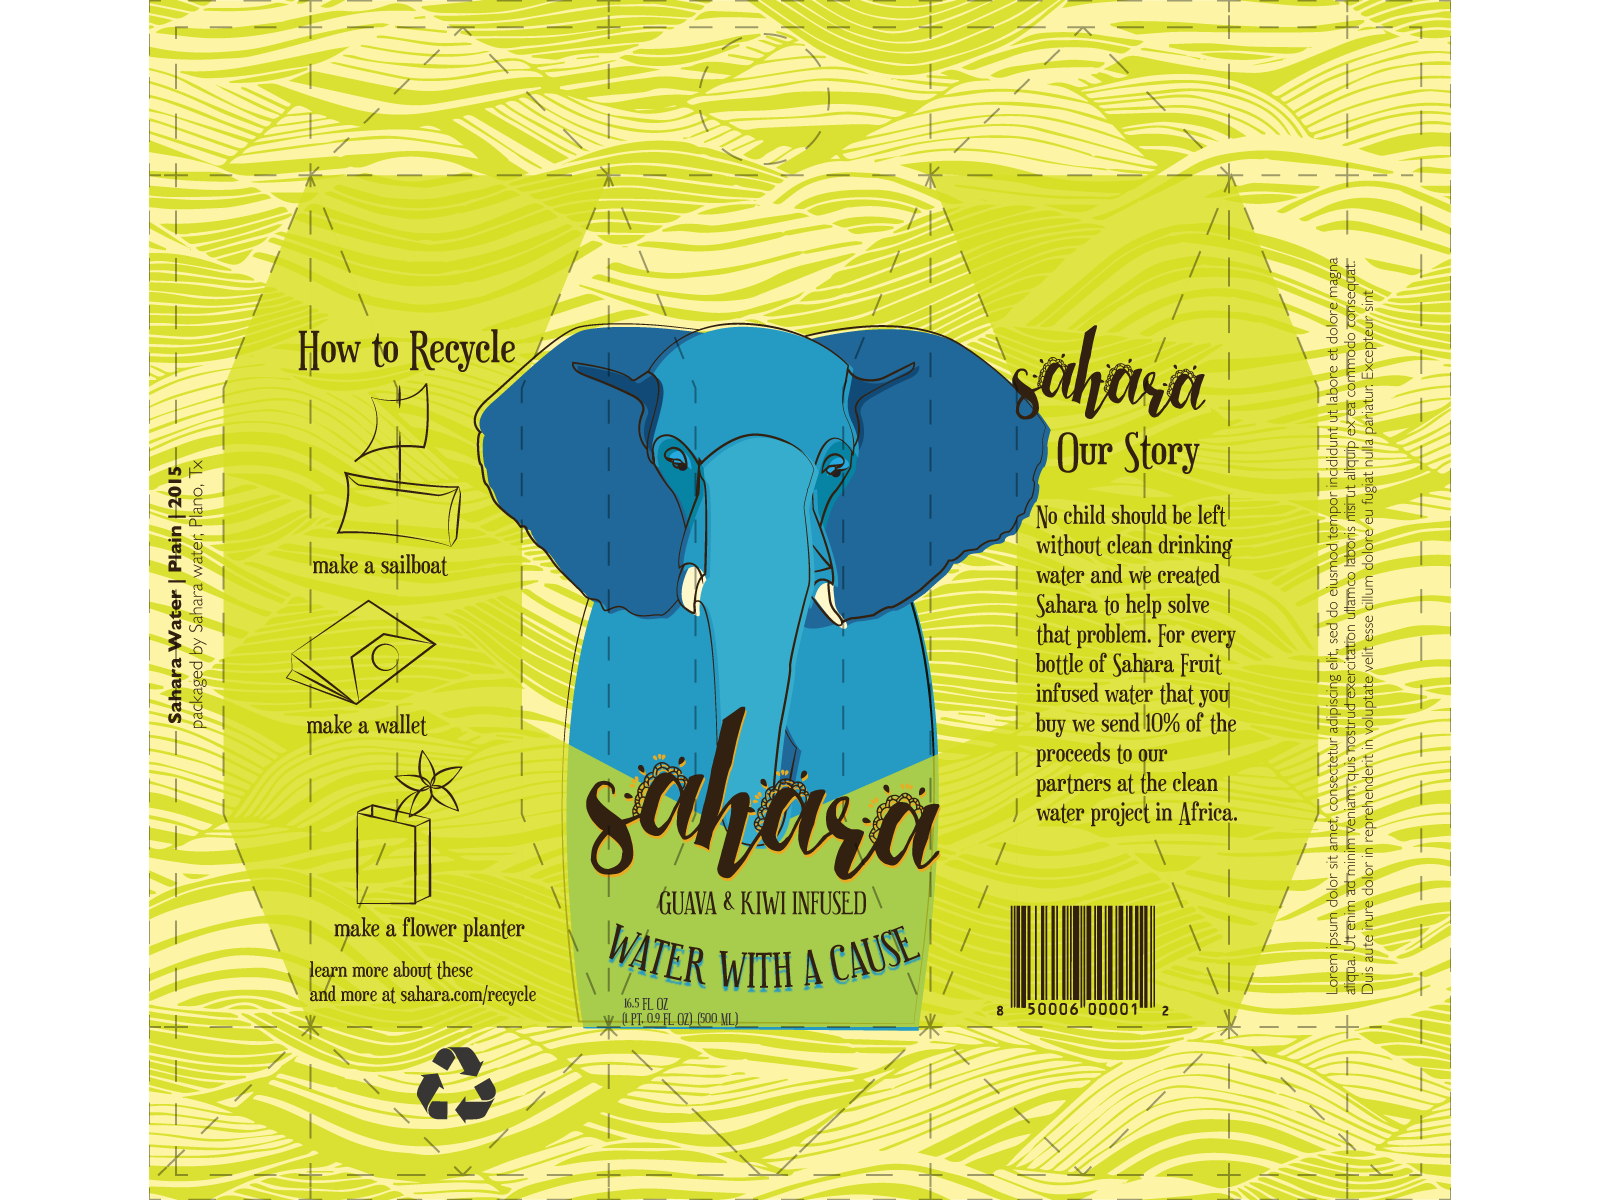 Sahara Water | Plain | 2015
packaged by Sahara water, Plano, Tx
How to Recycle
make a sailboat
make a wallet
make a flower planter
learn more about these
and more at sahara.com/recycle
sahara
GUAVA & KIWI INFUSED
WATER WITH A CAUSE
16.5 FL OZ
(1 PT. 0.9 FL OZ) (500 ML)
sahara
Our Story
No child should be left
without clean drinking
water and we created
Sahara to help solve
that problem. For every
bottle of Sahara Fruit
infused water that you
buy we send 10% of the
proceeds to our
partners at the clean
water project in Africa.
8 50006 00001 2
Lorem ipsum dolor sit amet, consectetur adipiscing elit, sed do eiusmod tempor incididunt ut labore et dolore magna
aliqua. Ut enim ad minim veniam, quis nostrud exercitation ullamco laboris nisi ut aliquip ex ea commodo consequat.
Duis aute irure dolor in reprehenderit in voluptate velit esse cillum dolore eu fugiat nulla pariatur. Excepteur sint